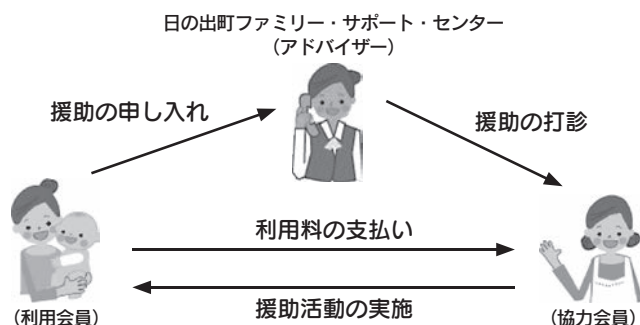 日の出町ファミリー・サポート・センター
（アドバイザー）
援助の申し入れ
援助の打診
利用料の支払い
援助活動の実施
（利用会員）
（協力会員）